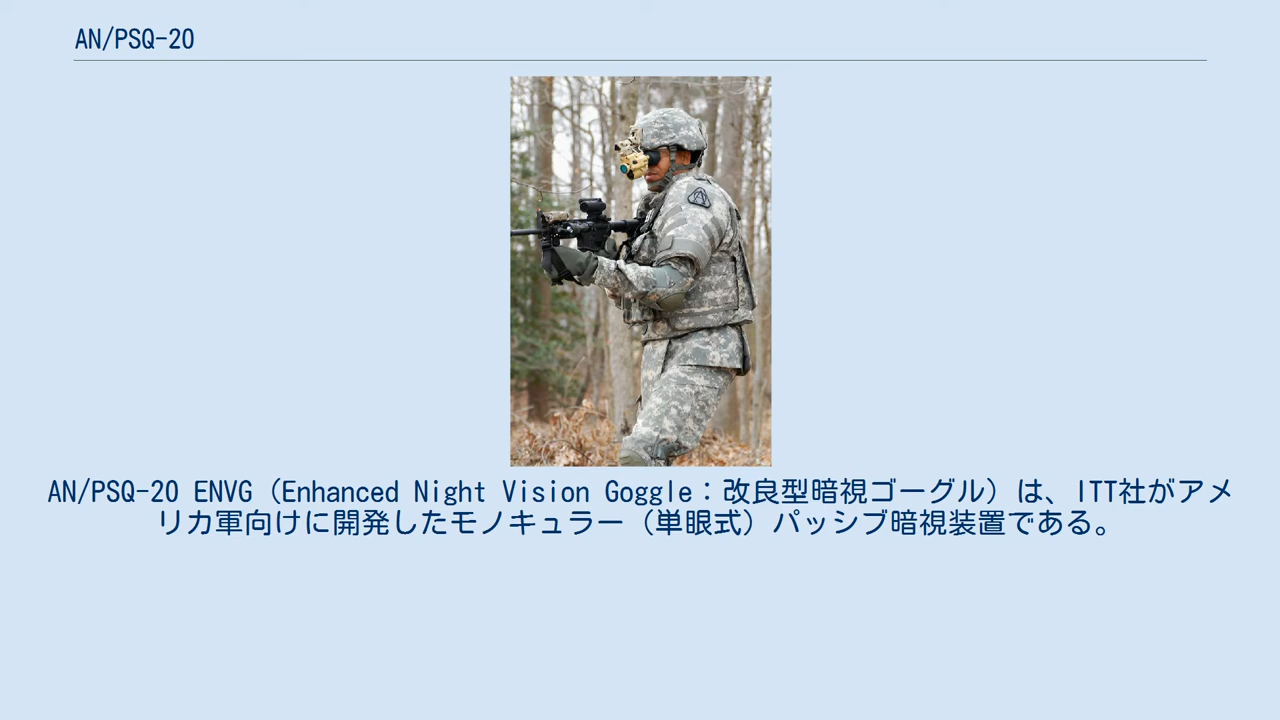 AN/PSQ-20
AN/PSQ-20 ENVG（Enhanced Night Vision Goggle：改良型暗視ゴーグル）は、ITT社がアメ
リカ軍向けに開発したモノキュラー（単眼式）パッシブ暗視装置である。